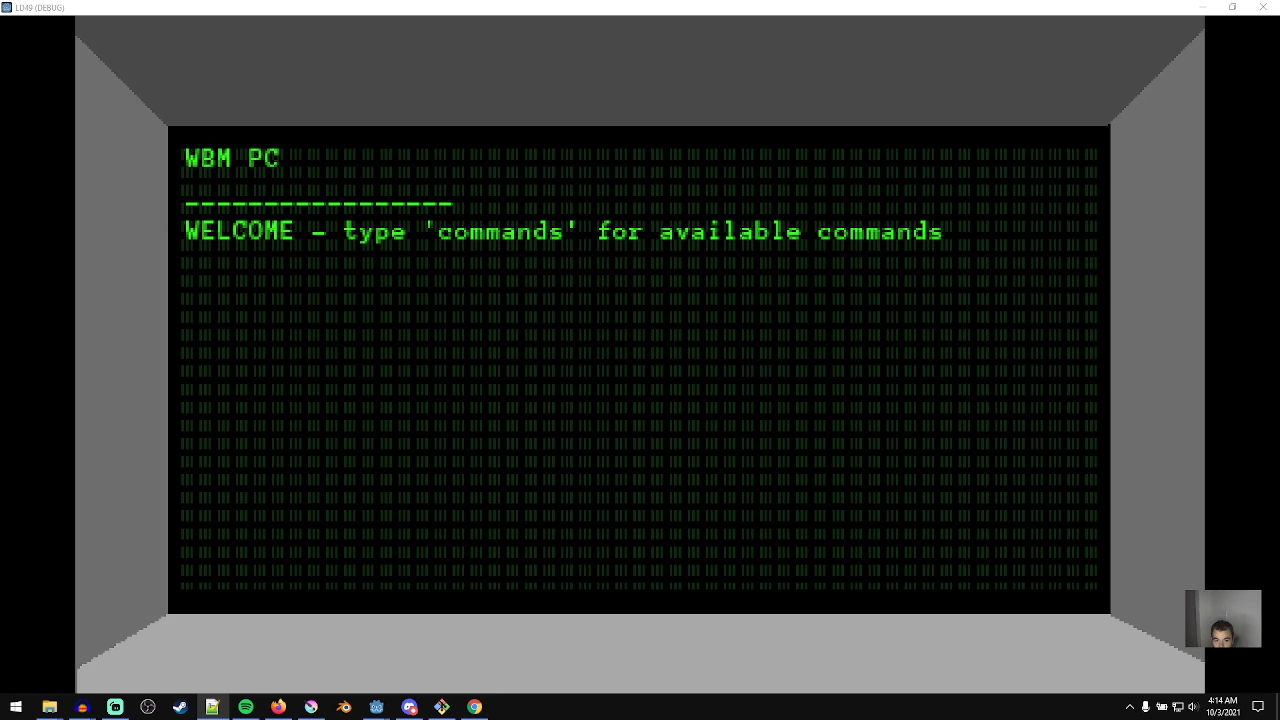 LD49 (DEBUG)
WBM PC
-----------------
WELCOME - type 'commands' for available commands
4:14 AM
10/3/2021